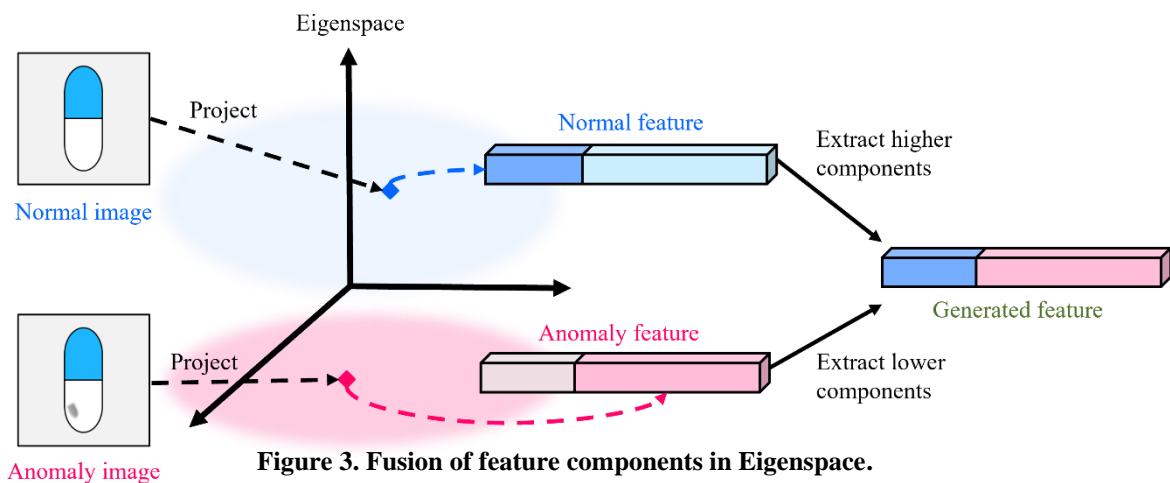 Eigenspace
Project
Normal image
Normal feature
Extract higher
components
Generated feature
Anomaly feature
Project
Extract lower
components
Anomaly image
Figure 3. Fusion of feature components in Eigenspace.